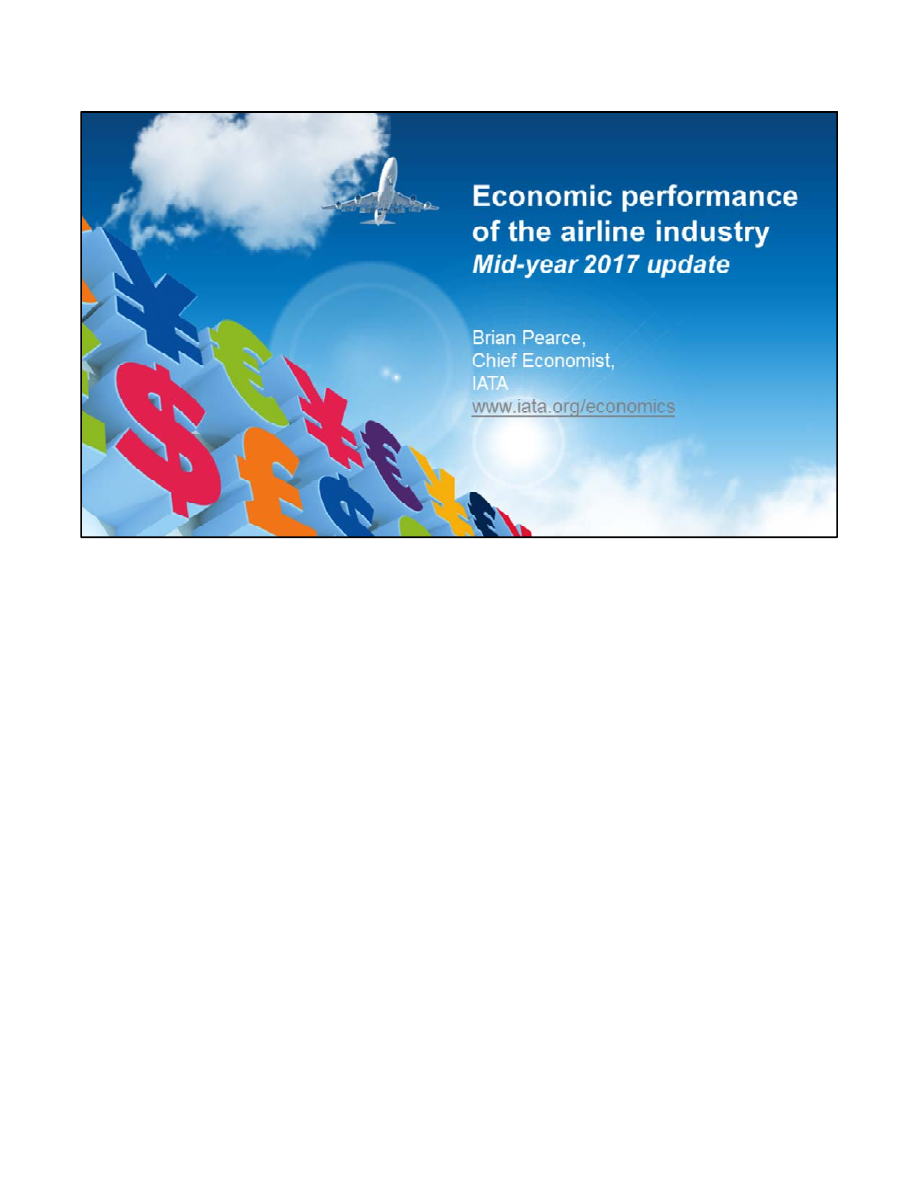 Economic performance
of the airline industry
Mid-year 2017 update
Brian Pearce,
Chief Economist,
IATA
www.iata.org/economics